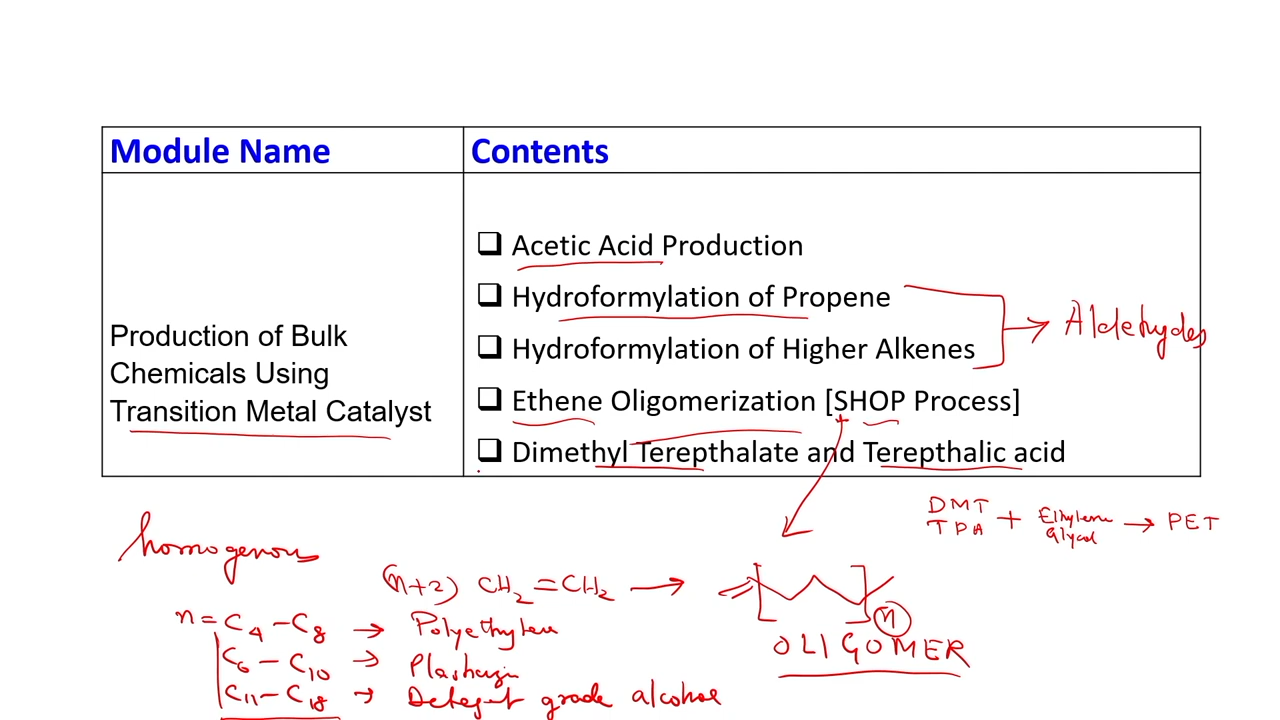 Module Name
Contents
Production of Bulk
Chemicals Using
Transition Metal Catalyst
❑ Acetic Acid Production
❑ Hydroformylation of Propene
❑ Hydroformylation of Higher Alkenes
❑ Ethene Oligomerization [SHOP Process]
❑ Dimethyl Terepthalate and Terepthalic acid
→ Aldehydes
DMT
TPA + Ethylene Glycol → PET
homogenous
(n+2) CH₂=CH₂ →
n
OLIGOMER
n = C₄ – C₈ → Polyethylene
C₆ – C₁₀ →
C₁₁ – C₁₈ → grade alcohol